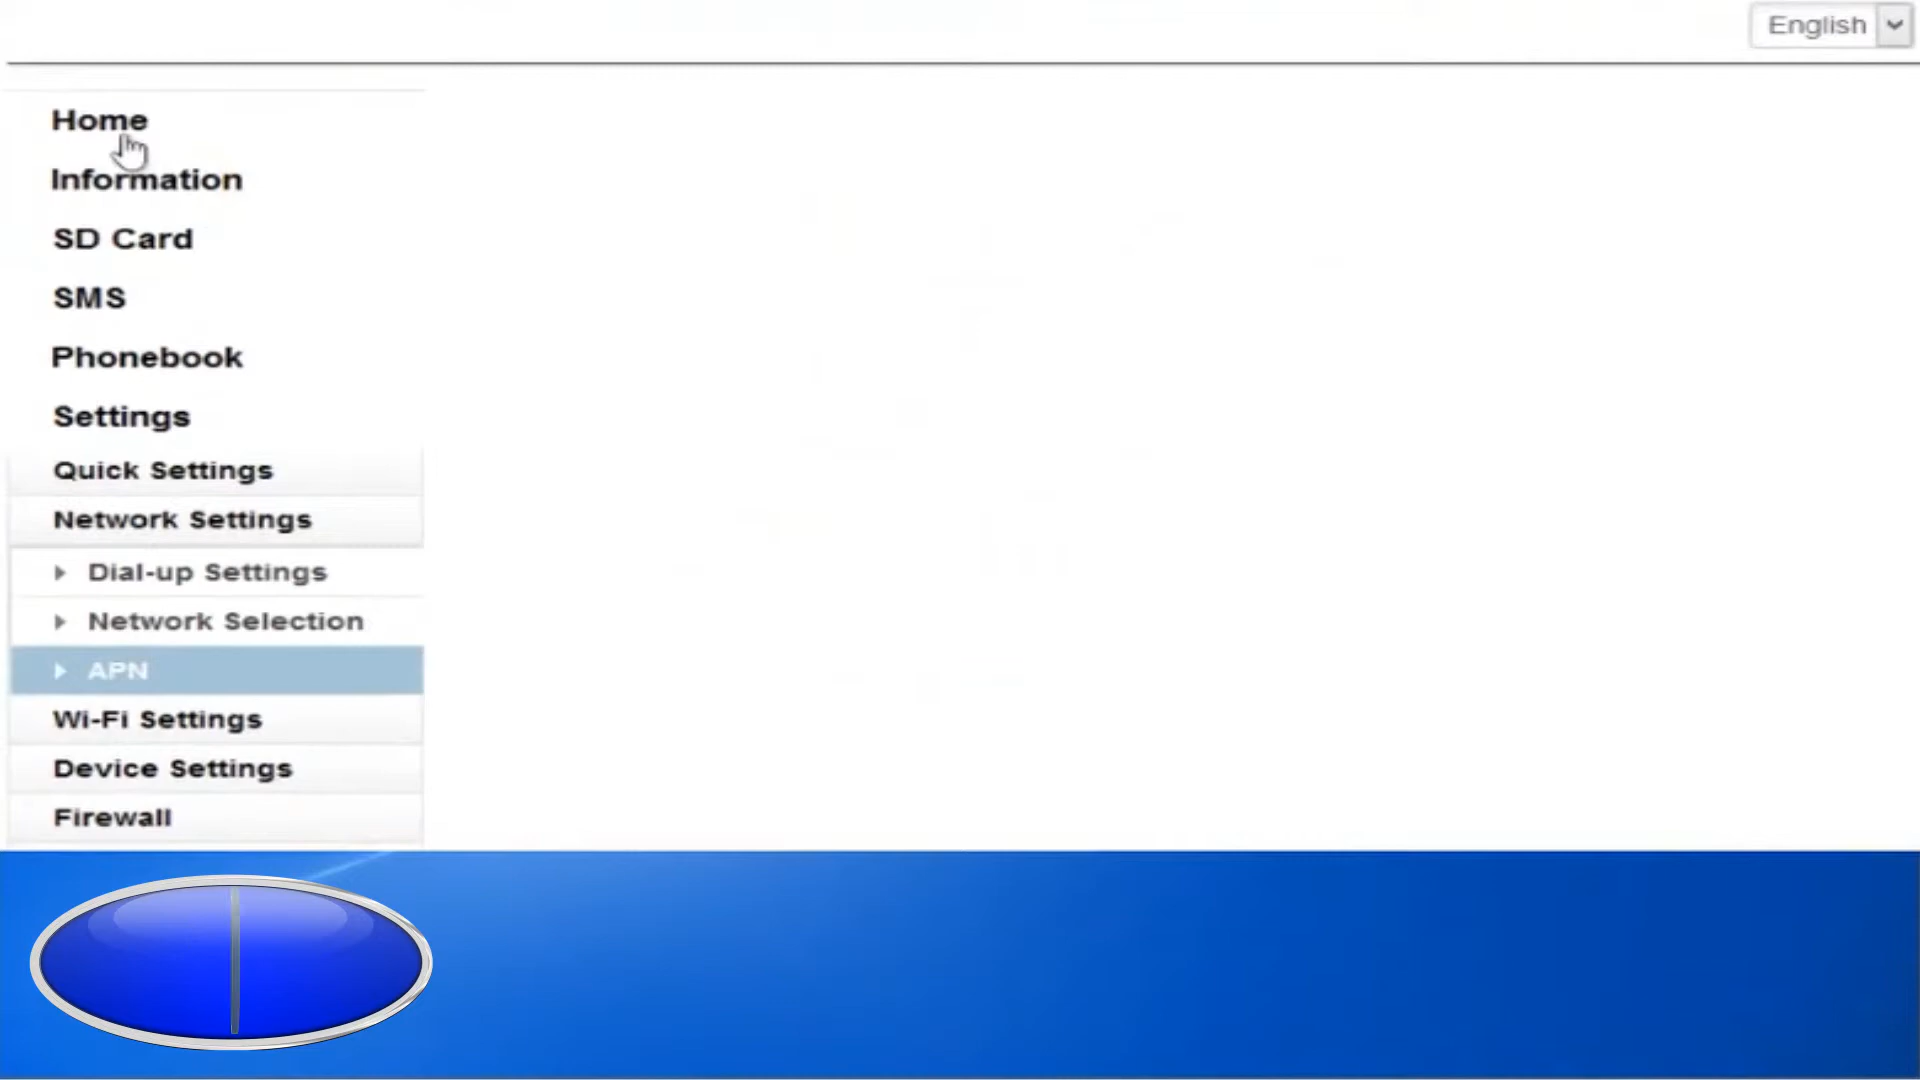 English
Home
Information
SD Card
SMS
Phonebook
Settings
Quick Settings
Network Settings
Dial-up Settings
Network Selection
APN
Wi-Fi Settings
Device Settings
Firewall